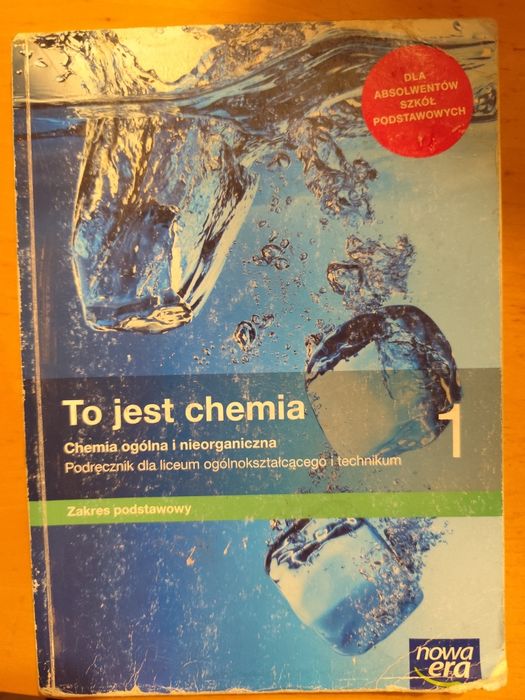 DLA
ABSOLWENTÓW
SZKÓŁ
PODSTAWOWYCH
To jest chemia
1
Chemia ogólna i nieorganiczna
Podręcznik dla liceum ogólnokształcącego i technikum
Zakres podstawowy
nowa
era